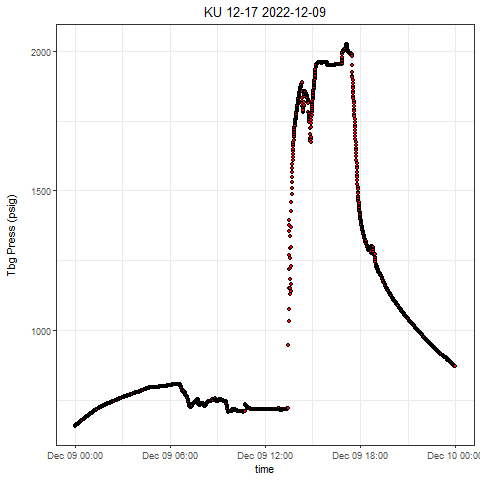 KU 12-17 2022-12-09
2000
1500
1000
Tbg Press (psig)
Dec 09 00:00
Dec 09 06:00
Dec 09 12:00
Dec 09 18:00
Dec 10 00:00
time